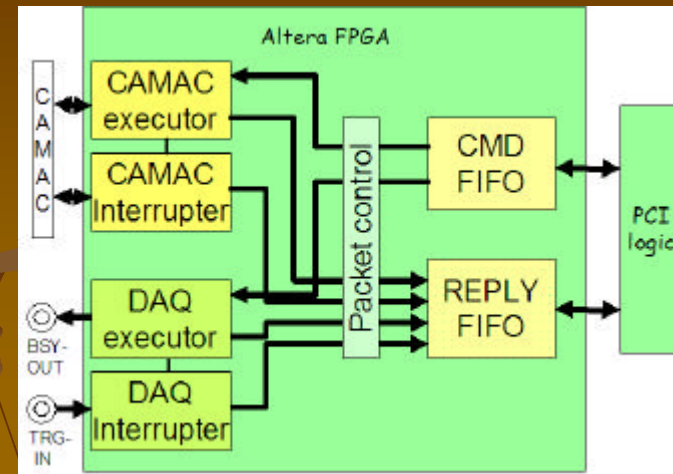 Altera FPGA
CAMAC
CAMAC
executor
CAMAC
Interrupter
DAQ
executor
DAQ
Interrupter
BSY-
OUT
TRG-
IN
Packet control
CMD
FIFO
REPLY
FIFO
PCI
logic